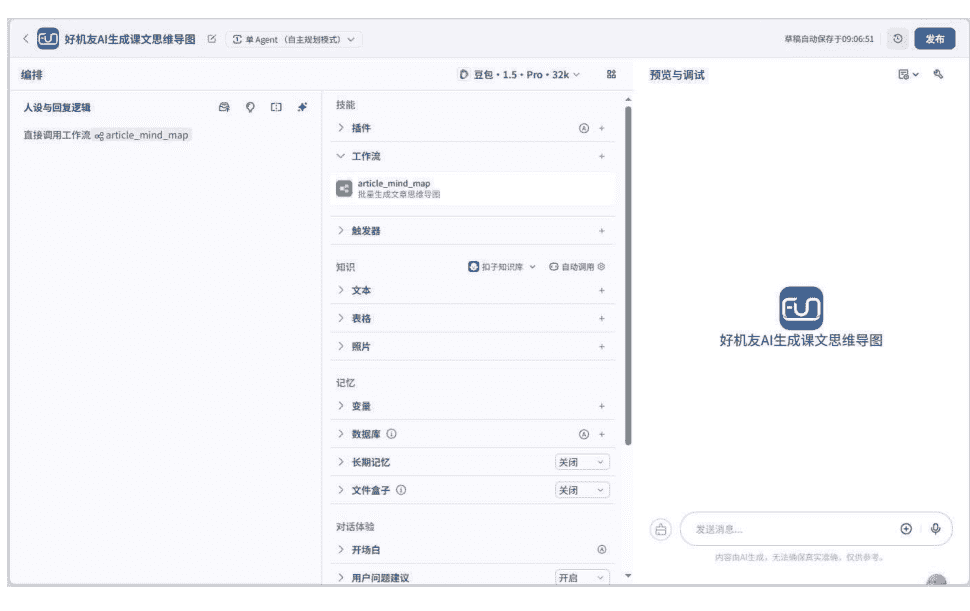 好机友AI生成课文思维导图
单Agent（自主规划模式）
草稿自动保存于09:06:51
发布
编排
豆包·1.5·Pro·32k
预览与调试
人设与回复逻辑
直接调用工作流 article_mind_map
技能
插件
工作流
article_mind_map
批量生成文章思维导图
触发器
知识
扣子知识库
自动调用
文本
表格
照片
记忆
变量
数据库
长期记忆
关闭
文件盒子
关闭
对话体验
开场白
用户问题建议
开启
好机友AI生成课文思维导图
发送消息...
内容由AI生成，无法确保真实准确，仅供参考。